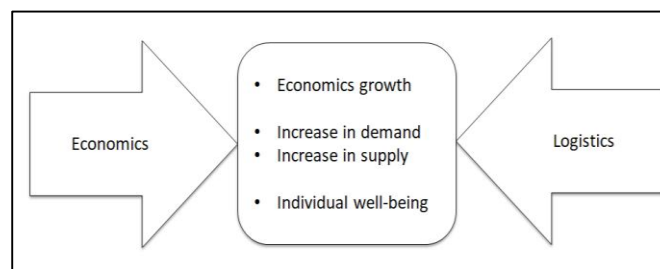 Economics
• Economics growth
• Increase in demand
• Increase in supply
• Individual well-being
Logistics